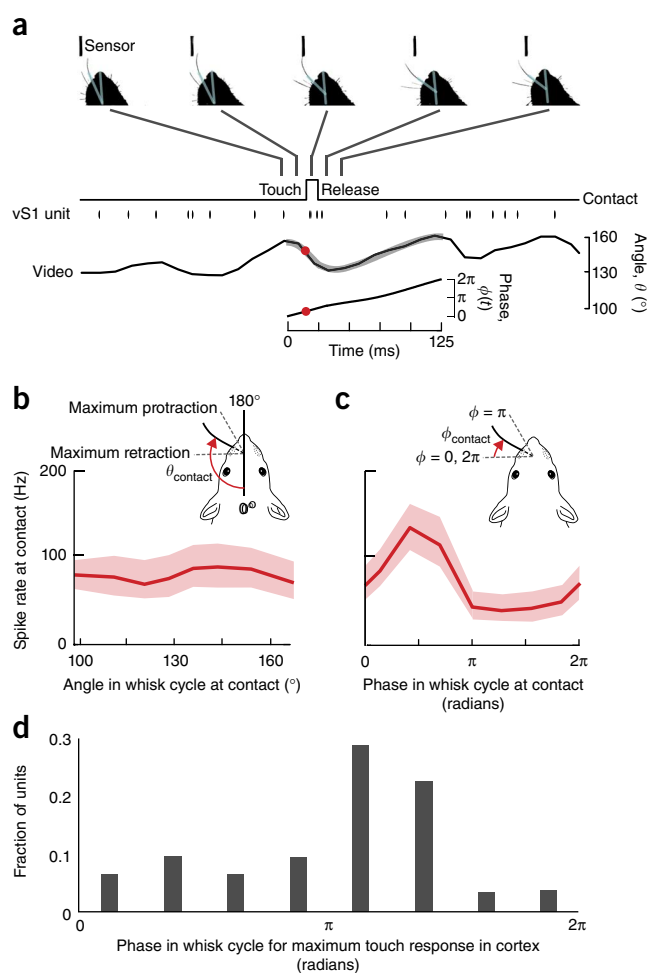 a
Sensor
Touch
Release
Contact
vS1 unit
Video
160
130
100
Angle, θ (°)
2π
π
0
Phase, ϕ(t)
0
125
Time (ms)
b
180°
Maximum protraction
Maximum retraction
θcontact
0°
Spike rate at contact (Hz)
200
100
0
100
130
160
Angle in whisk cycle at contact (°)
c
ϕ = π
ϕcontact
ϕ = 0, 2π
0
π
2π
Phase in whisk cycle at contact
(radians)
d
Fraction of units
0.3
0.2
0.1
0
0
π
2π
Phase in whisk cycle for maximum touch response in cortex
(radians)